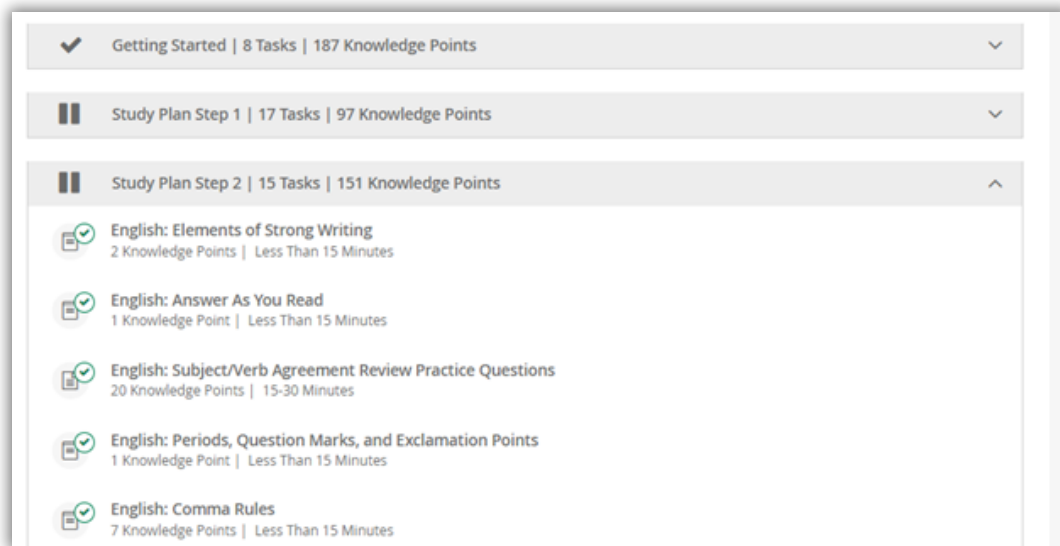 Getting Started | 8 Tasks | 187 Knowledge Points
Study Plan Step 1 | 17 Tasks | 97 Knowledge Points
Study Plan Step 2 | 15 Tasks | 151 Knowledge Points
English: Elements of Strong Writing
2 Knowledge Points | Less Than 15 Minutes
English: Answer As You Read
1 Knowledge Point | Less Than 15 Minutes
English: Subject/Verb Agreement Review Practice Questions
20 Knowledge Points | 15-30 Minutes
English: Periods, Question Marks, and Exclamation Points
1 Knowledge Point | Less Than 15 Minutes
English: Comma Rules
7 Knowledge Points | Less Than 15 Minutes